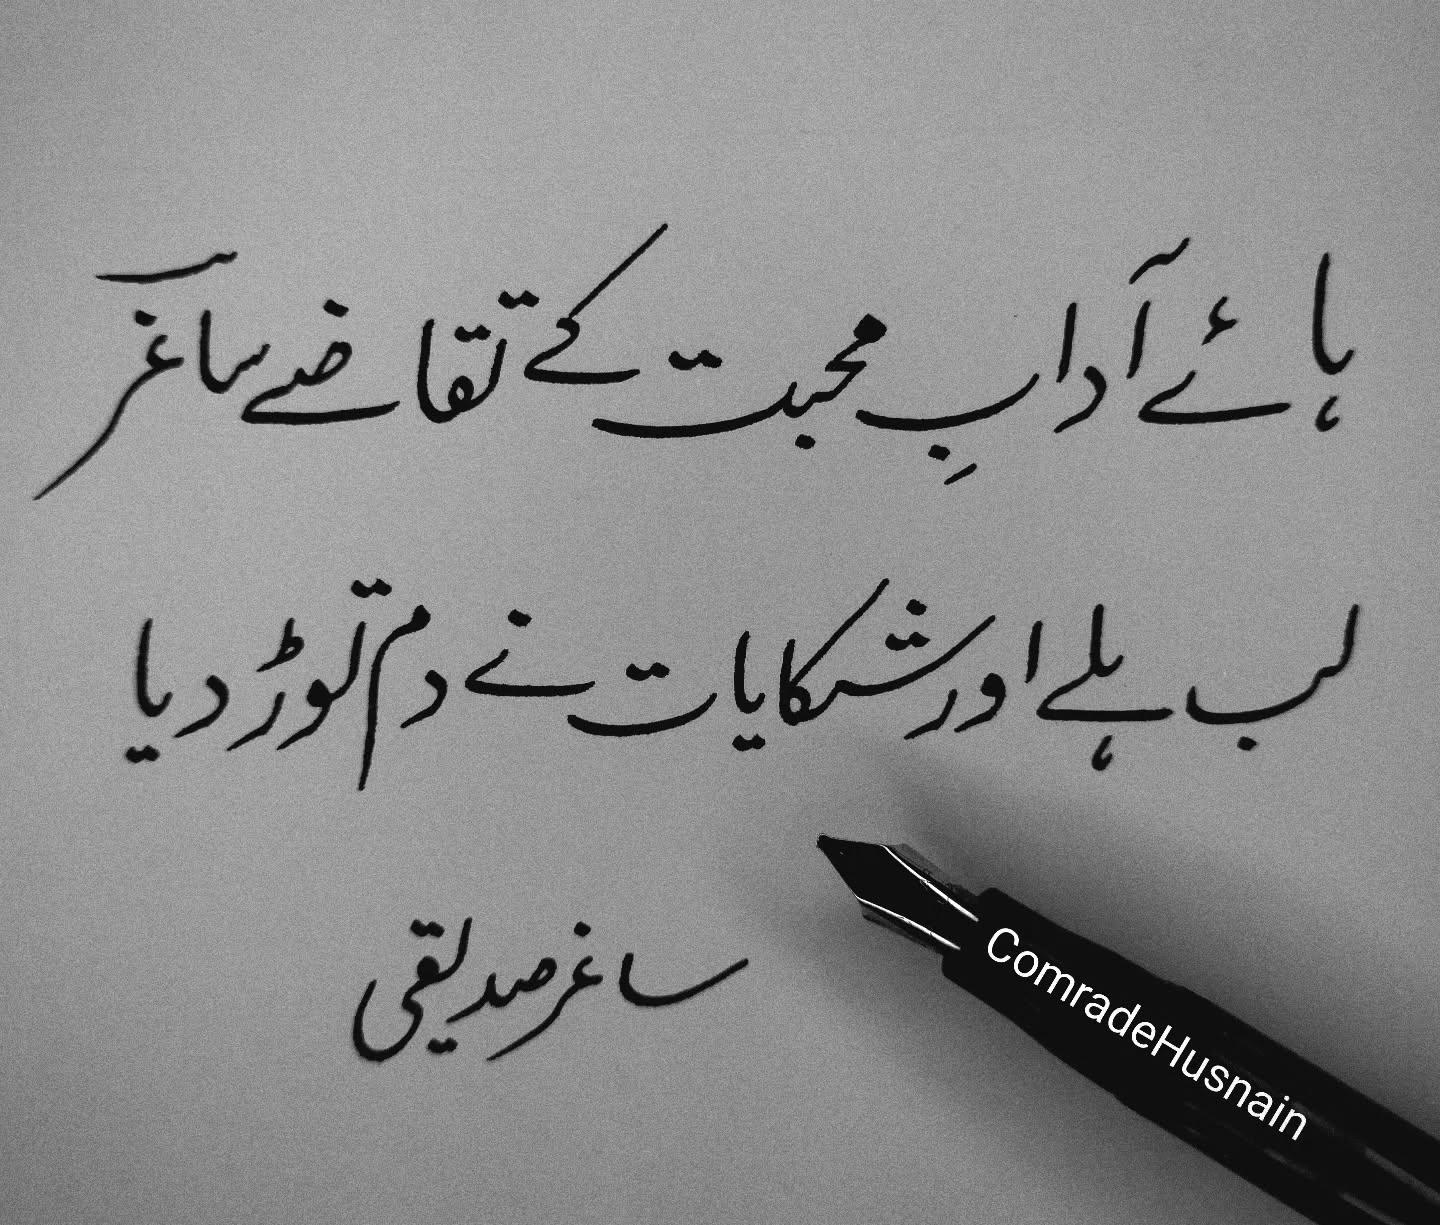 ہائے آدابِ محبت کے تقاضے ساغرؔ
لب ہلے اور شکایات نے دم توڑ دیا
ساغر صدیقی
ComradeHusnain